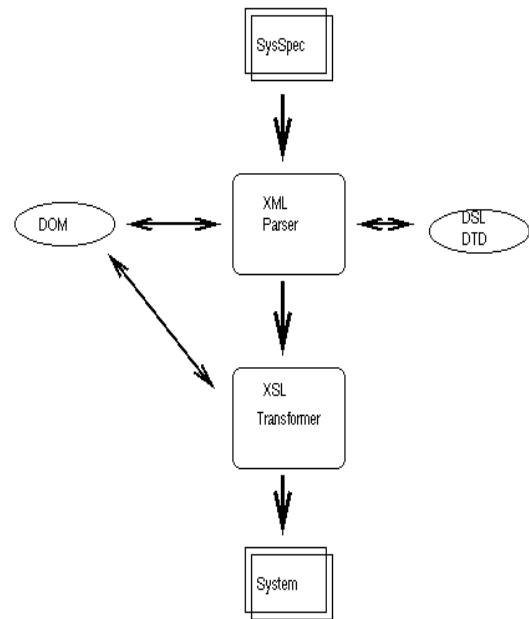 SysSpec
XML
Parser
DOM
DSL
DTD
XSL
Transformer
System